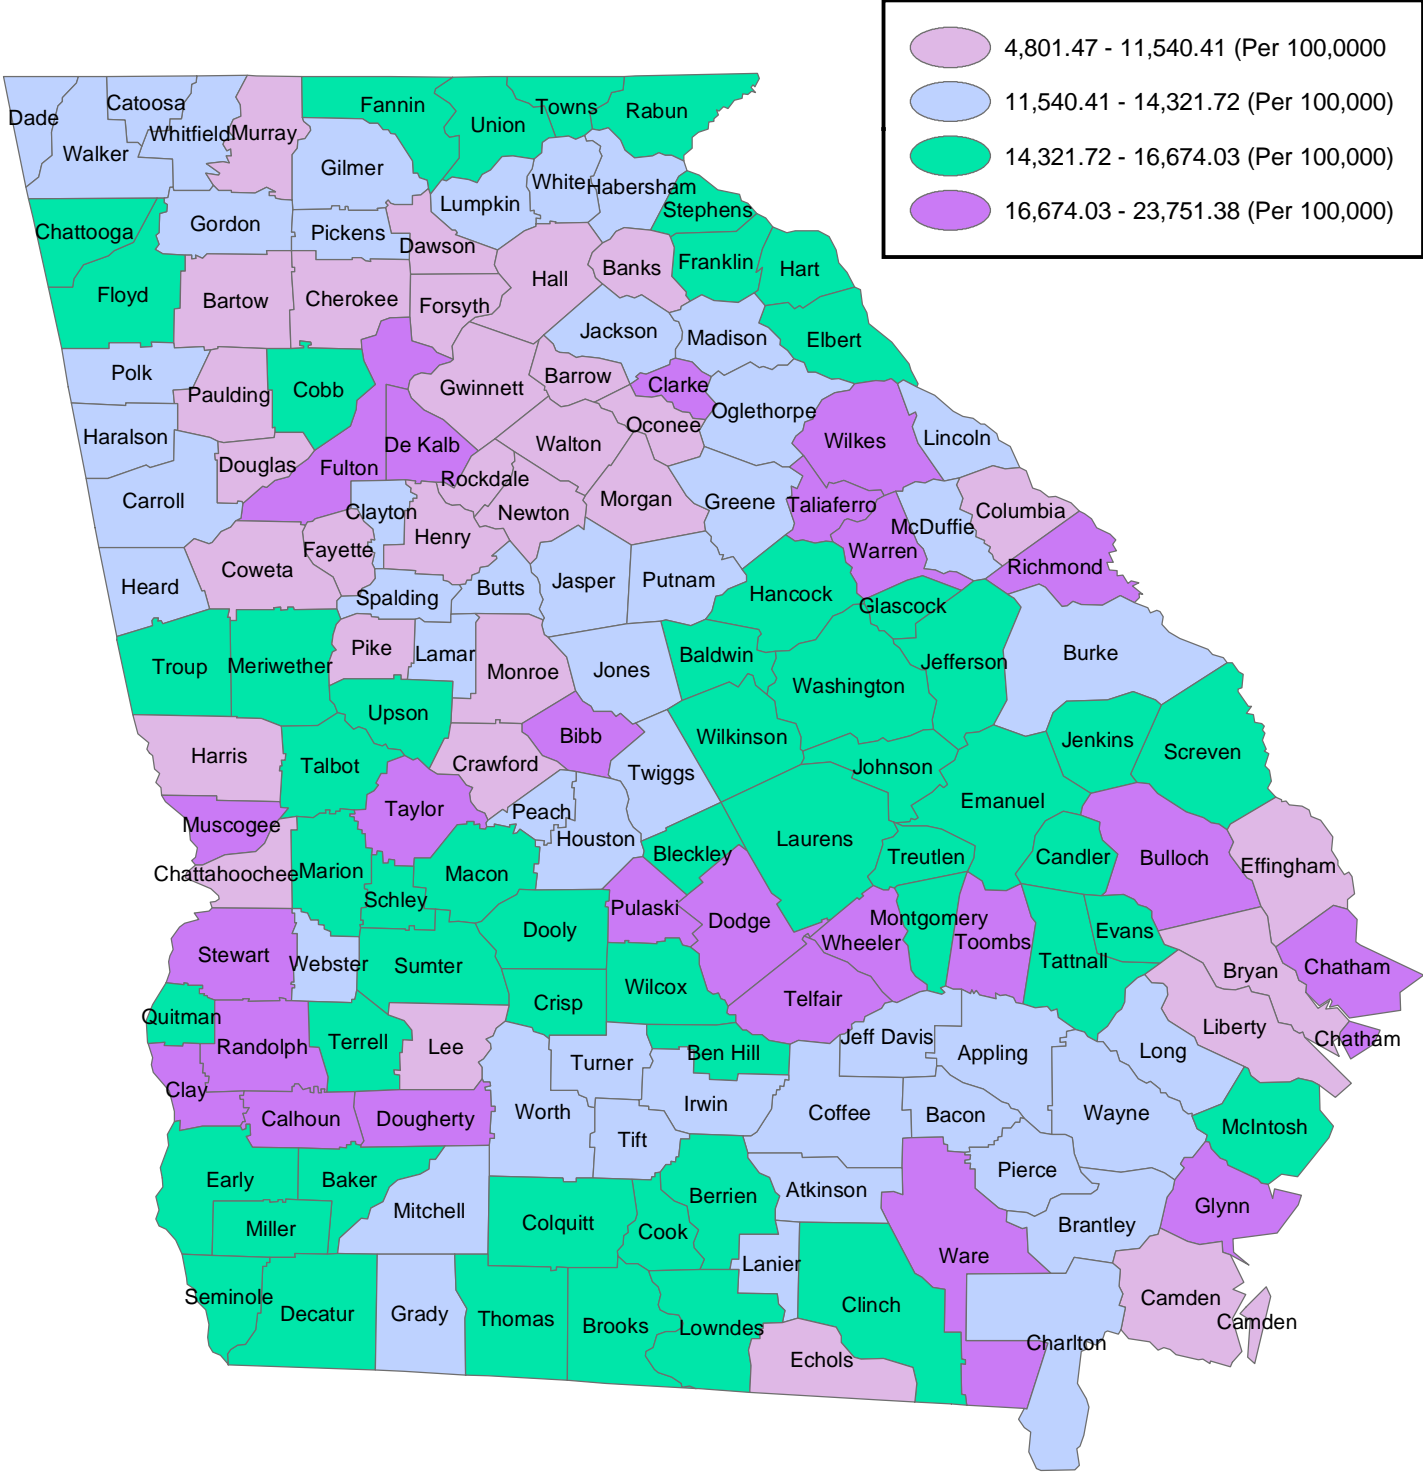 4,801.47 - 11,540.41 (Per 100,0000
11,540.41 - 14,321.72 (Per 100,000)
14,321.72 - 16,674.03 (Per 100,000)
16,674.03 - 23,751.38 (Per 100,000)
Dade
Catoosa
Walker
Whitfield
Murray
Fannin
Union
Towns
Rabun
Gilmer
Lumpkin
White
Habersham
Stephens
Chattooga
Gordon
Pickens
Dawson
Hall
Banks
Franklin
Hart
Floyd
Bartow
Cherokee
Forsyth
Jackson
Madison
Elbert
Polk
Paulding
Cobb
Gwinnett
Barrow
Clarke
Oglethorpe
Haralson
Douglas
Fulton
De Kalb
Walton
Oconee
Wilkes
Lincoln
Carroll
Clayton
Rockdale
Newton
Morgan
Greene
Taliaferro
McDuffie
Columbia
Heard
Coweta
Fayette
Henry
Spalding
Butts
Jasper
Putnam
Hancock
Warren
Glascock
Richmond
Troup
Meriwether
Pike
Lamar
Monroe
Jones
Baldwin
Washington
Jefferson
Burke
Upson
Harris
Talbot
Crawford
Bibb
Twiggs
Wilkinson
Johnson
Emanuel
Jenkins
Screven
Muscogee
Taylor
Peach
Houston
Bleckley
Laurens
Treutlen
Candler
Bulloch
Effingham
Chattahoochee
Marion
Schley
Macon
Pulaski
Dodge
Wheeler
Montgomery
Toombs
Evans
Tattnall
Stewart
Webster
Sumter
Dooly
Crisp
Wilcox
Telfair
Bryan
Chatham
Quitman
Randolph
Terrell
Lee
Turner
Ben Hill
Jeff Davis
Appling
Long
Liberty
Chatham
Clay
Calhoun
Dougherty
Worth
Tift
Irwin
Coffee
Bacon
Wayne
McIntosh
Early
Baker
Miller
Mitchell
Colquitt
Cook
Berrien
Atkinson
Pierce
Brantley
Glynn
Seminole
Decatur
Grady
Thomas
Brooks
Lowndes
Lanier
Clinch
Ware
Echols
Charlton
Camden
Camden